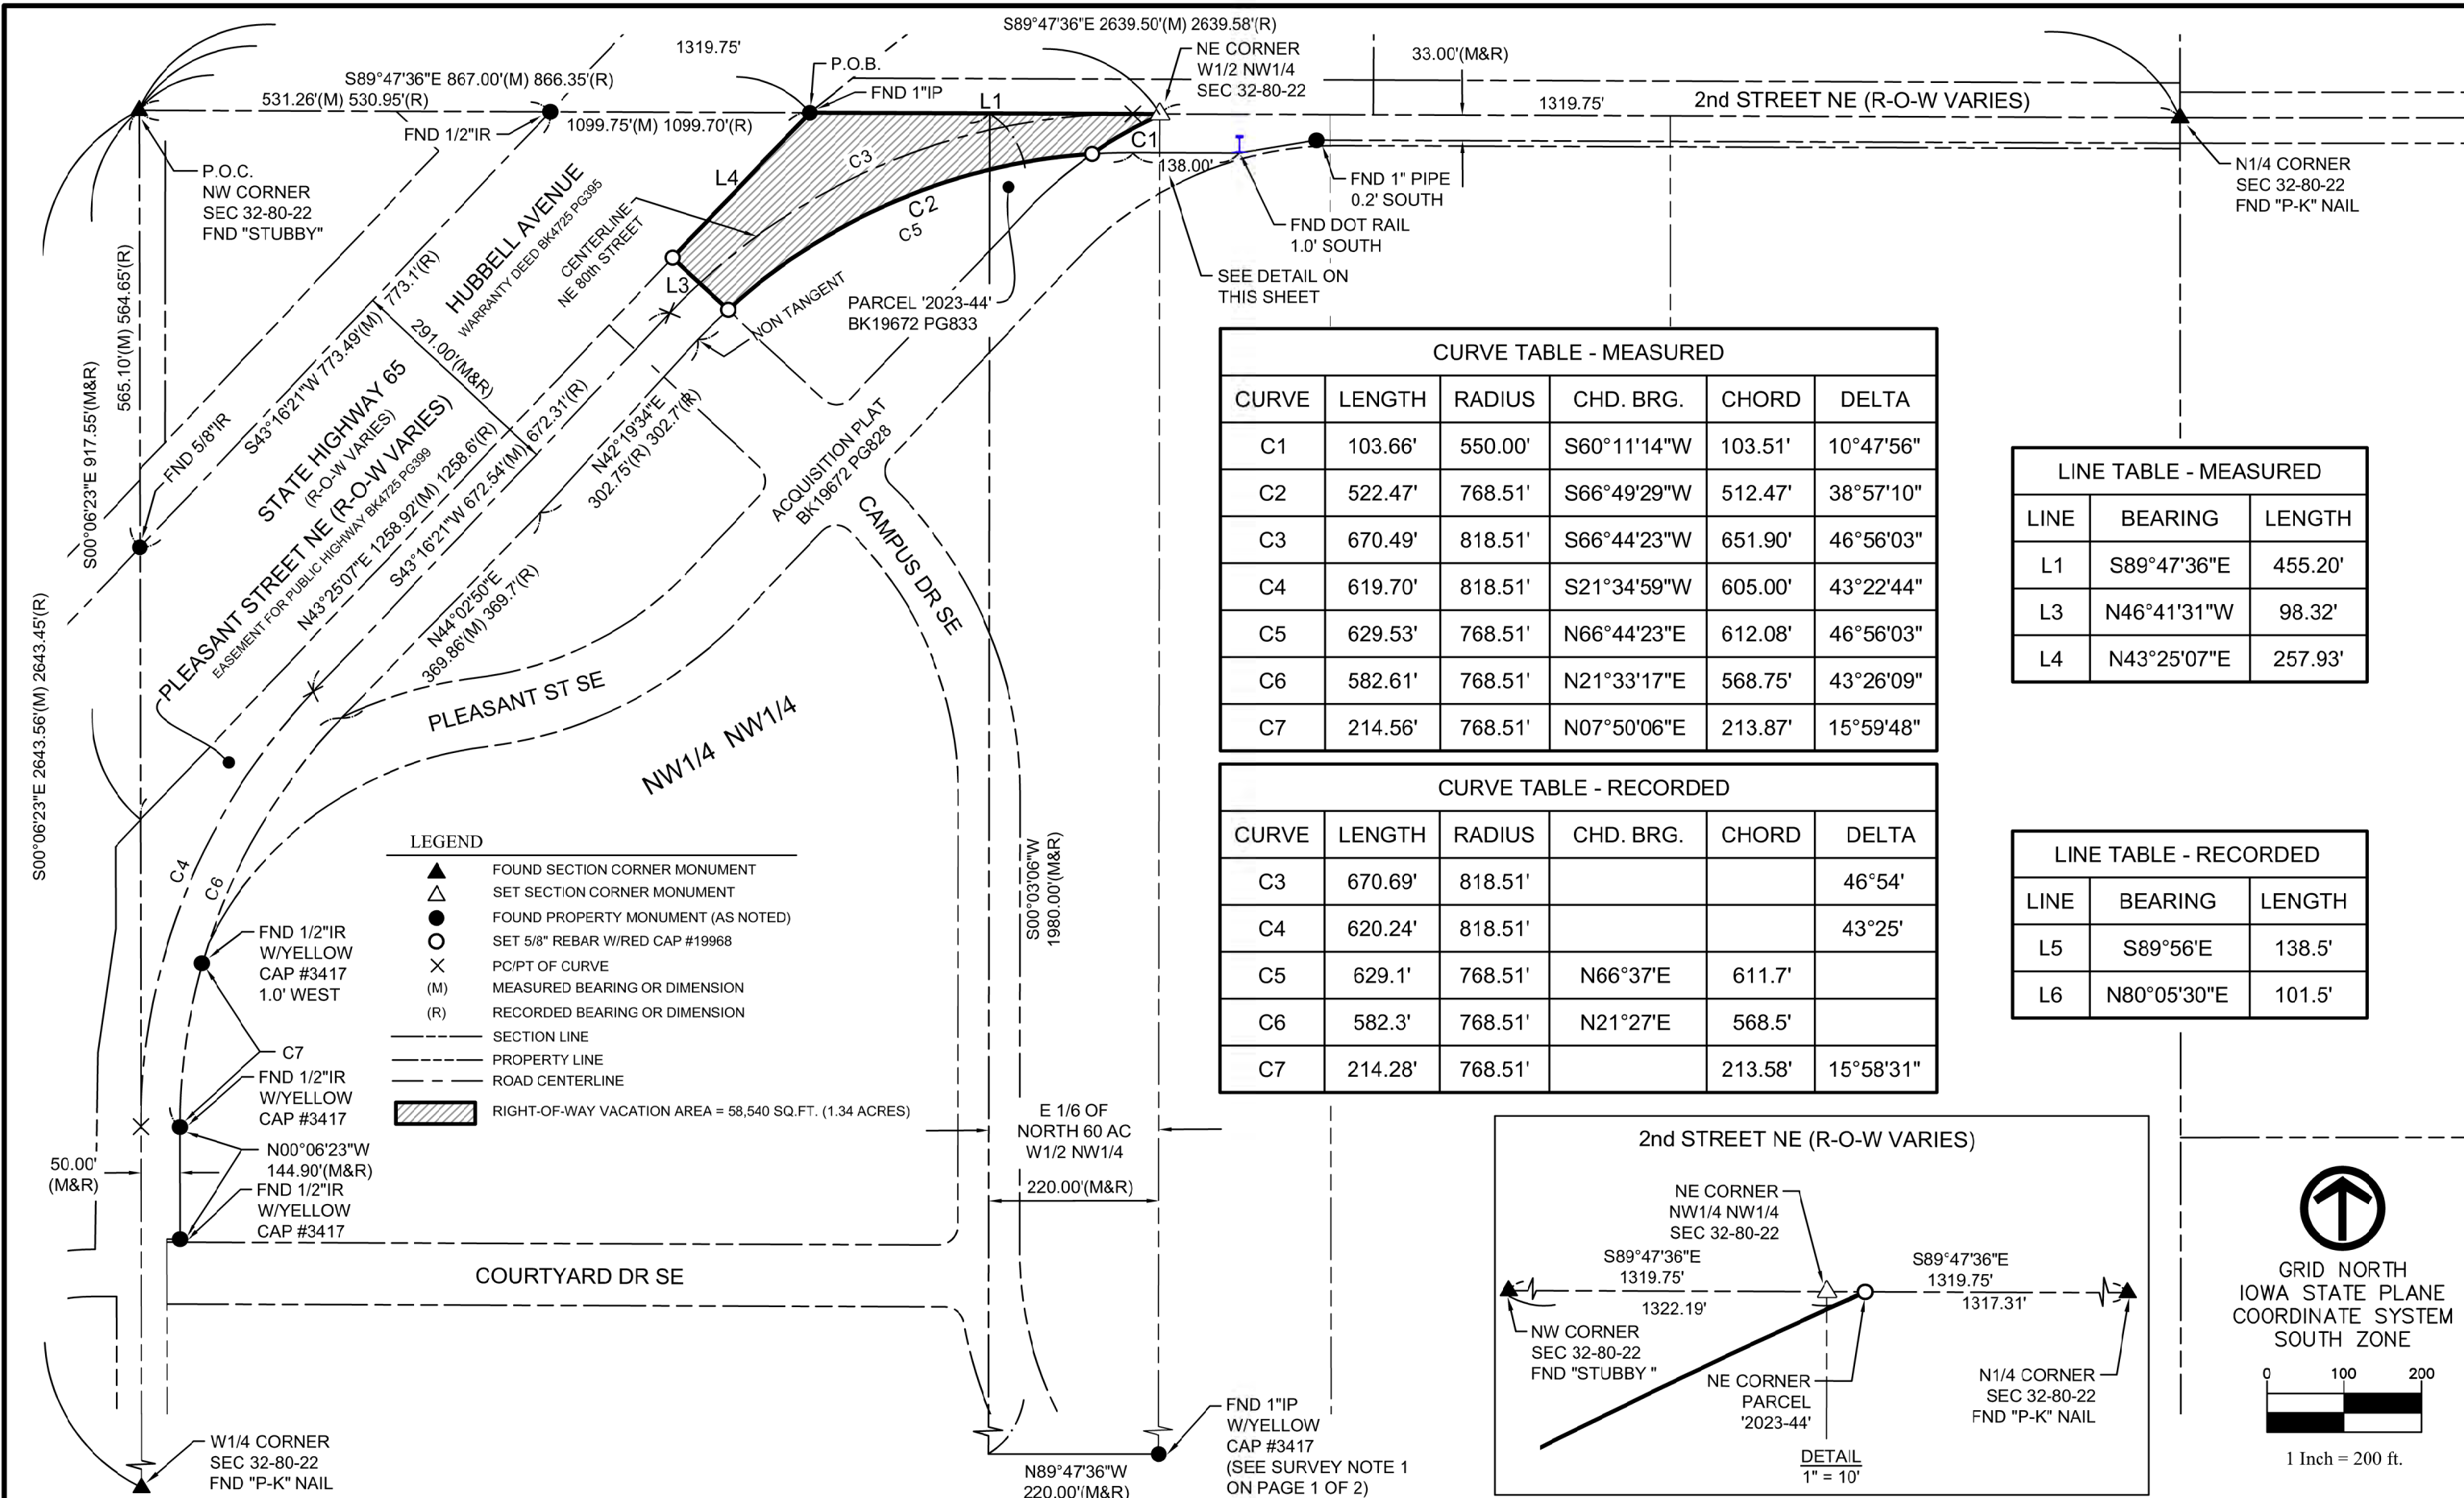 S89°47'36"E 2639.50'(M) 2639.58'(R)
1319.75'
S89°47'36"E 867.00'(M) 866.35'(R)
531.26'(M) 530.95'(R)
FND 1/2"IR
1099.75'(M) 1099.70'(R)
P.O.B.
FND 1"IP
L1
NE CORNER
W1/2 NW1/4
SEC 32-80-22
33.00'(M&R)
1319.75'
2nd STREET NE (R-O-W VARIES)
C1
138.00'
FND 1" PIPE
0.2' SOUTH
FND DOT RAIL
1.0' SOUTH
SEE DETAIL ON
THIS SHEET
N1/4 CORNER
SEC 32-80-22
FND "P-K" NAIL
P.O.C.
NW CORNER
SEC 32-80-22
FND "STUBBY"
L4
C3
C2
C5
L3
HUBBELL AVENUE
WARRANTY DEED BK4725 PG395
CENTERLINE
NE 80th STREET
NON TANGENT
PARCEL '2023-44'
BK19672 PG833
565.10'(M) 564.65'(R)
S00°06'23"E 917.55'(M&R)
S00°06'23"E 2643.56'(M) 2643.45'(R)
FND 5/8"IR
S43°16'21"W 773.49'(M) 773.1'(R)
291.00'(M&R)
STATE HIGHWAY 65
(R-O-W VARIES)
PLEASANT STREET NE (R-O-W VARIES)
EASEMENT FOR PUBLIC HIGHWAY BK4725 PG399
N43°25'07"E 1258.92'(M) 1258.6'(R)
S43°16'21"W 672.54'(M) 672.31'(R)
N42°19'34"E
302.75'(R) 302.7'(R)
N44°02'50"E
369.86'(M) 369.7'(R)
ACQUISITION PLAT
BK19672 PG828
CAMPUS DR SE
PLEASANT ST SE
NW1/4 NW1/4
CURVE TABLE - MEASURED
CURVE LENGTH RADIUS CHD. BRG. CHORD DELTA
C1 103.66' 550.00' S60°11'14"W 103.51' 10°47'56"
C2 522.47' 768.51' S66°49'29"W 512.47' 38°57'10"
C3 670.49' 818.51' S66°44'23"W 651.90' 46°56'03"
C4 619.70' 818.51' S21°34'59"W 605.00' 43°22'44"
C5 629.53' 768.51' N66°44'23"E 612.08' 46°56'03"
C6 582.61' 768.51' N21°33'17"E 568.75' 43°26'09"
C7 214.56' 768.51' N07°50'06"E 213.87' 15°59'48"
LINE TABLE - MEASURED
LINE BEARING LENGTH
L1 S89°47'36"E 455.20'
L3 N46°41'31"W 98.32'
L4 N43°25'07"E 257.93'
CURVE TABLE - RECORDED
CURVE LENGTH RADIUS CHD. BRG. CHORD DELTA
C3 670.69' 818.51' 46°54'
C4 620.24' 818.51' 43°25'
C5 629.1' 768.51' N66°37'E 611.7'
C6 582.3' 768.51' N21°27'E 568.5'
C7 214.28' 768.51' 213.58' 15°58'31"
LINE TABLE - RECORDED
LINE BEARING LENGTH
L5 S89°56'E 138.5'
L6 N80°05'30"E 101.5'
C4
C6
LEGEND
FOUND SECTION CORNER MONUMENT
SET SECTION CORNER MONUMENT
FOUND PROPERTY MONUMENT (AS NOTED)
SET 5/8" REBAR W/RED CAP #19968
PC/PT OF CURVE
(M) MEASURED BEARING OR DIMENSION
(R) RECORDED BEARING OR DIMENSION
SECTION LINE
PROPERTY LINE
ROAD CENTERLINE
RIGHT-OF-WAY VACATION AREA = 58,540 SQ.FT. (1.34 ACRES)
FND 1/2"IR
W/YELLOW
CAP #3417
1.0' WEST
C7
FND 1/2"IR
W/YELLOW
CAP #3417
N00°06'23"W
144.90'(M&R)
FND 1/2"IR
W/YELLOW
CAP #3417
50.00'
(M&R)
COURTYARD DR SE
S00°03'06"W
1980.00'(M&R)
E 1/6 OF
NORTH 60 AC
W1/2 NW1/4
220.00'(M&R)
W1/4 CORNER
SEC 32-80-22
FND "P-K" NAIL
N89°47'36"W
220.00'(M&R)
FND 1"IP
W/YELLOW
CAP #3417
(SEE SURVEY NOTE 1
ON PAGE 1 OF 2)
2nd STREET NE (R-O-W VARIES)
NE CORNER
NW1/4 NW1/4
SEC 32-80-22
S89°47'36"E
1319.75'
1322.19'
S89°47'36"E
1319.75'
1317.31'
NW CORNER
SEC 32-80-22
FND "STUBBY "
NE CORNER
PARCEL
'2023-44'
N1/4 CORNER
SEC 32-80-22
FND "P-K" NAIL
DETAIL
1" = 10'
GRID NORTH
IOWA STATE PLANE
COORDINATE SYSTEM
SOUTH ZONE
0 100 200
1 Inch = 200 ft.